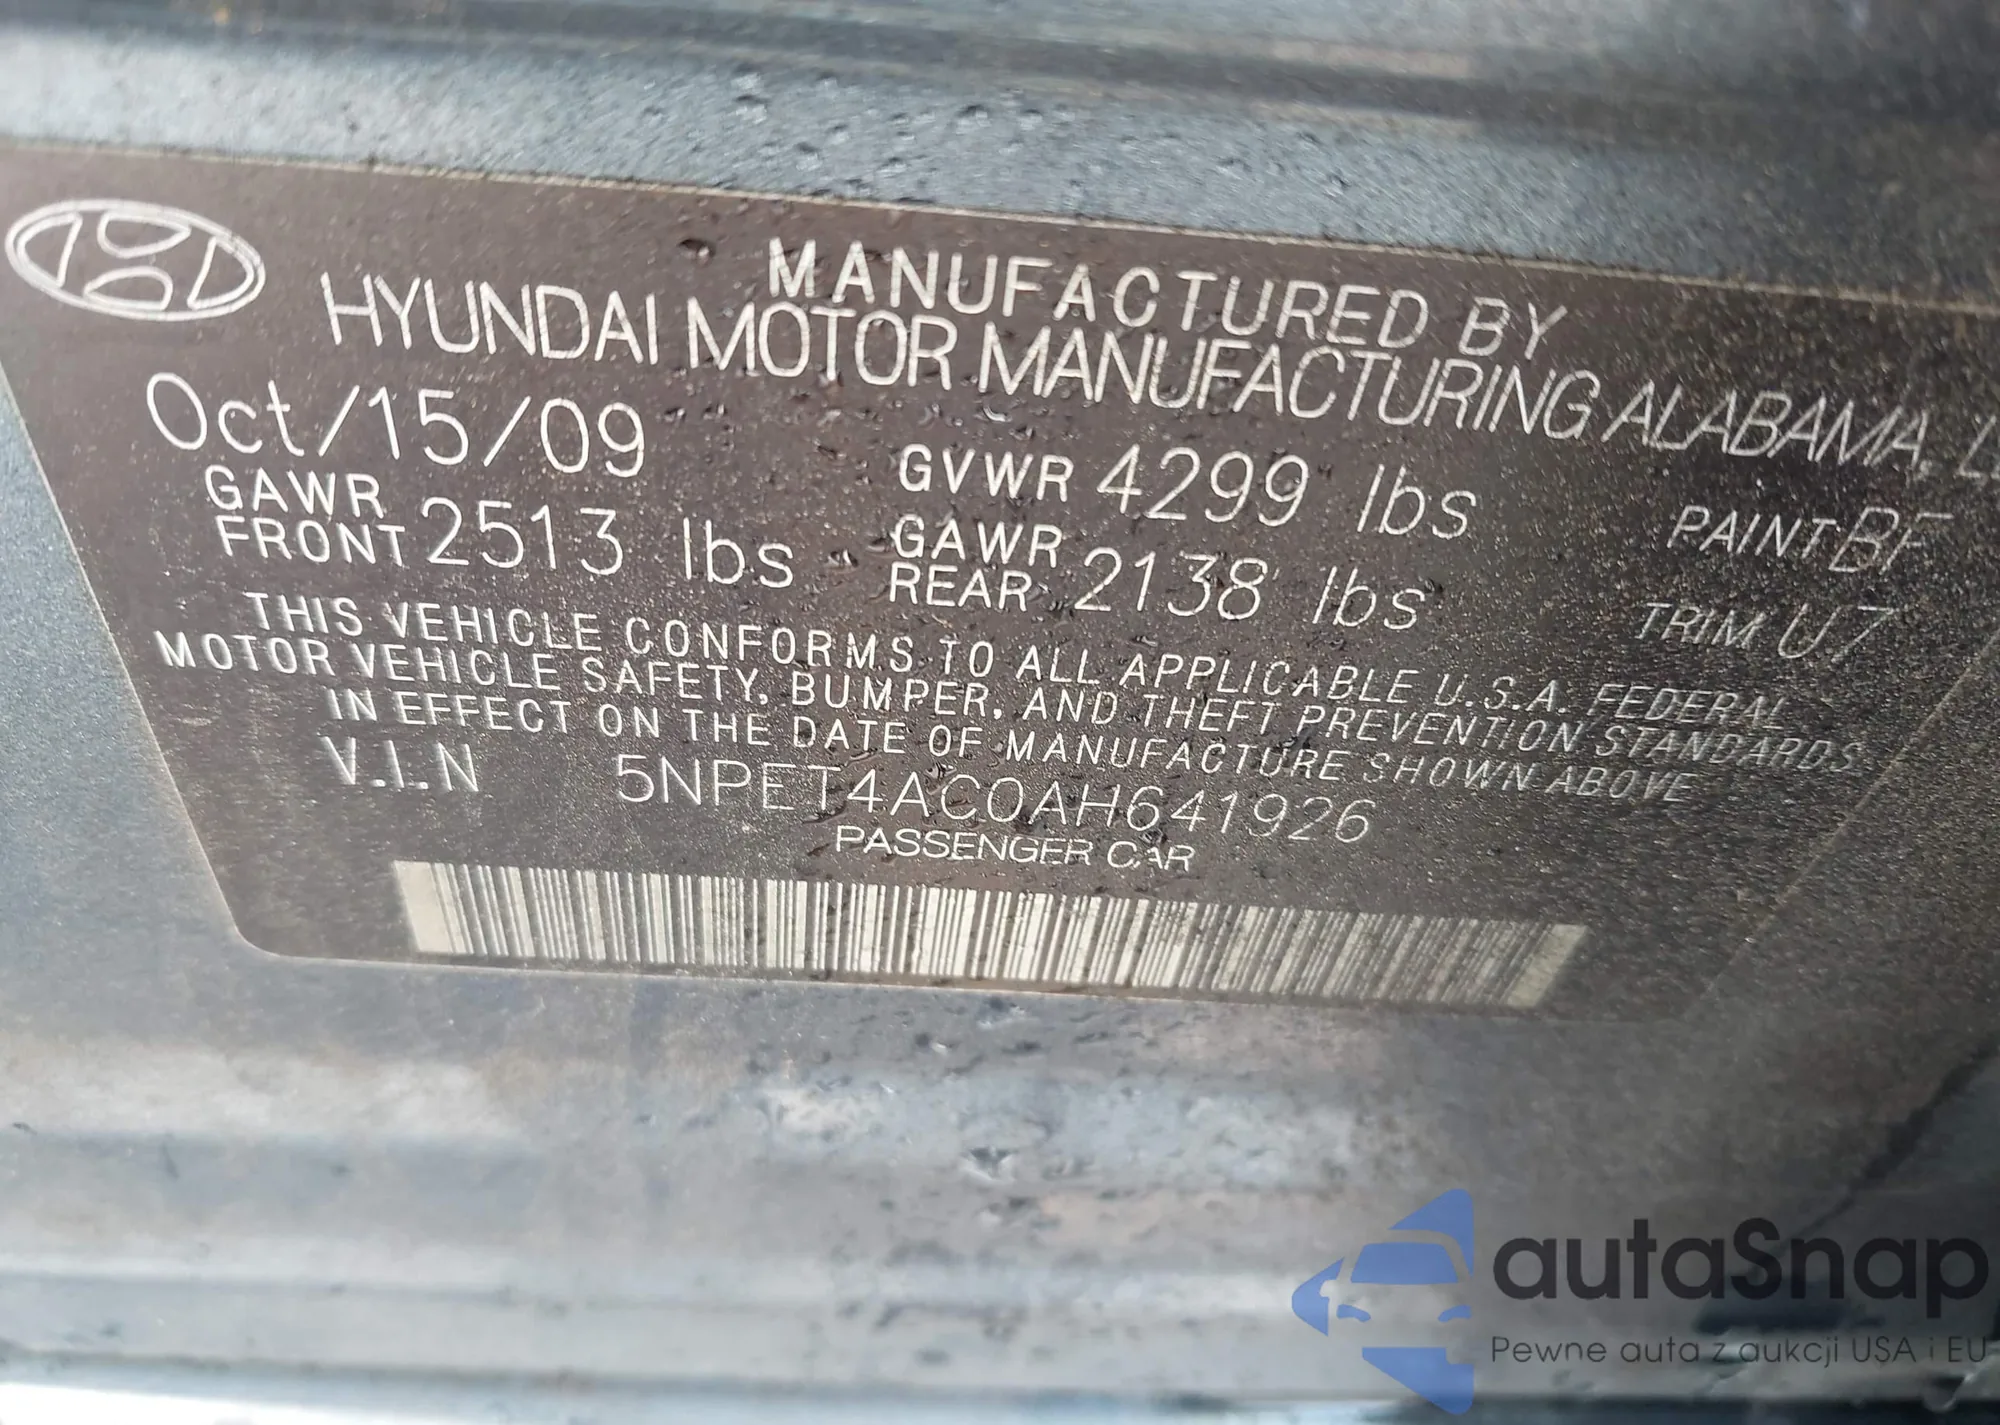 MANUFACTURED BY
HYUNDAI MOTOR MANUFACTURING ALABAMA,
Oct/15/09 GVWR 4299 lbs PAINT BF
GAWR FRONT 2513 lbs GAWR REAR 2138 lbs TRIM U7
THIS VEHICLE CONFORMS TO ALL APPLICABLE U.S.A. FEDERAL
MOTOR VEHICLE SAFETY, BUMPER, AND THEFT PREVENTION STANDARDS
IN EFFECT ON THE DATE OF MANUFACTURE SHOWN ABOVE
V.I.N 5NPET4AC0AH641926
PASSENGER CAR
autaSnap
Pewne auta z aukcji USA i EU